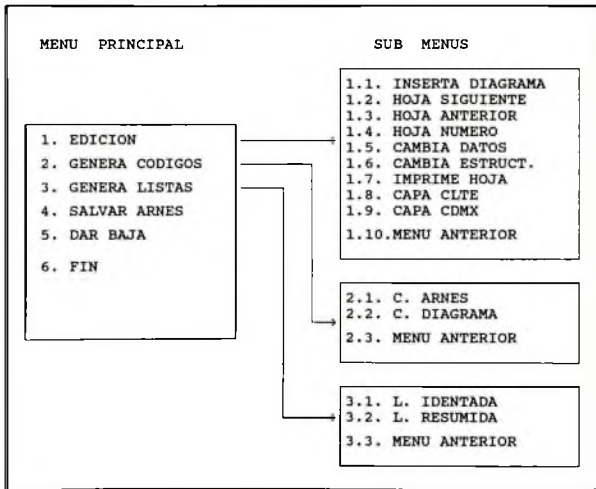 MENU PRINCIPAL
SUB MENUS
1. EDICION
2. GENERA CODIGOS
3. GENERA LISTAS
4. SALVAR ARNES
5. DAR BAJA
6. FIN
1.1. INSERTA DIAGRAMA
1.2. HOJA SIGUIENTE
1.3. HOJA ANTERIOR
1.4. HOJA NUMERO
1.5. CAMBIA DATOS
1.6. CAMBIA ESTRUCT.
1.7. IMPRIME HOJA
1.8. CAPA CLTE
1.9. CAPA CDMX
1.10.MENU ANTERIOR
2.1. C. ARNES
2.2. C. DIAGRAMA
2.3. MENU ANTERIOR
3.1. L. IDENTADA
3.2. L. RESUMIDA
3.3. MENU ANTERIOR